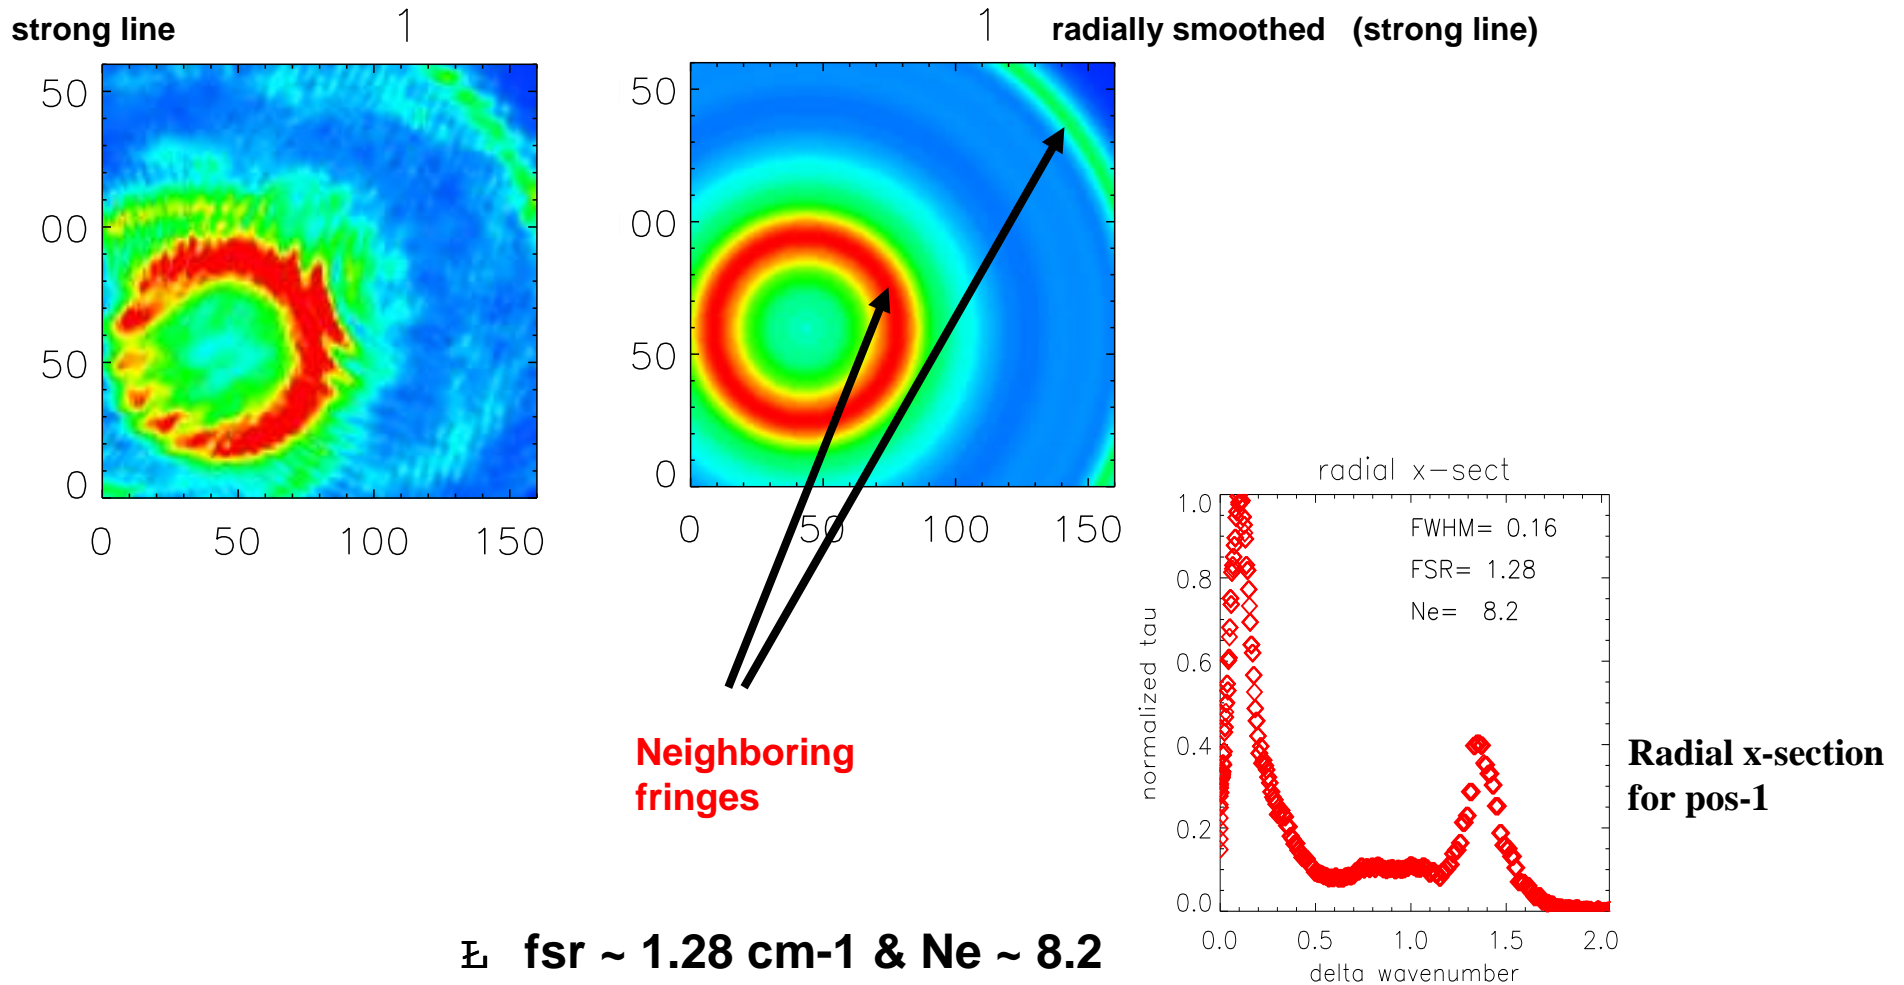 strong line
1
1
radially smoothed (strong line)
50
00
50
0
0 50 100 150
50
00
50
0
0 50 100 150
Neighboring
fringes
radial x-sect
FWHM= 0.16
FSR= 1.28
Ne= 8.2
normalized tau
1.0
0.8
0.6
0.4
0.2
0.0
0.0 0.5 1.0 1.5 2.0
delta wavenumber
Radial x-section
for pos-1
Ł fsr ~ 1.28 cm-1 & Ne ~ 8.2